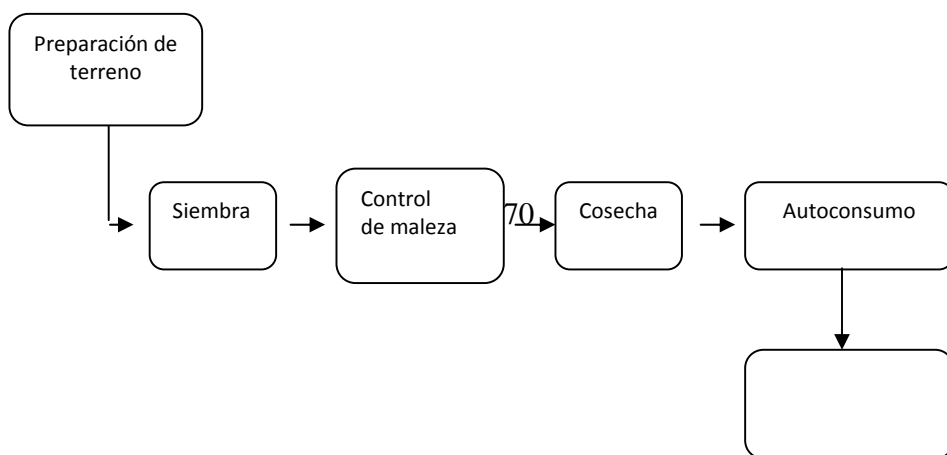 Preparación de
terreno
Siembra
Control
de maleza
70
Cosecha
Autoconsumo